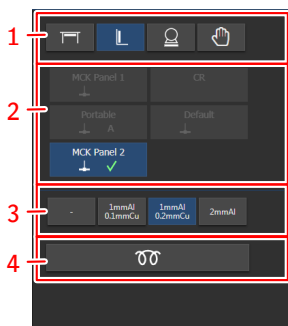 1
2
MCK Panel 1 CR
Portable Default
A
MCK Panel 2
3
- 1mmAl 1mmAl 2mmAl
0.1mmCu 0.2mmCu
4